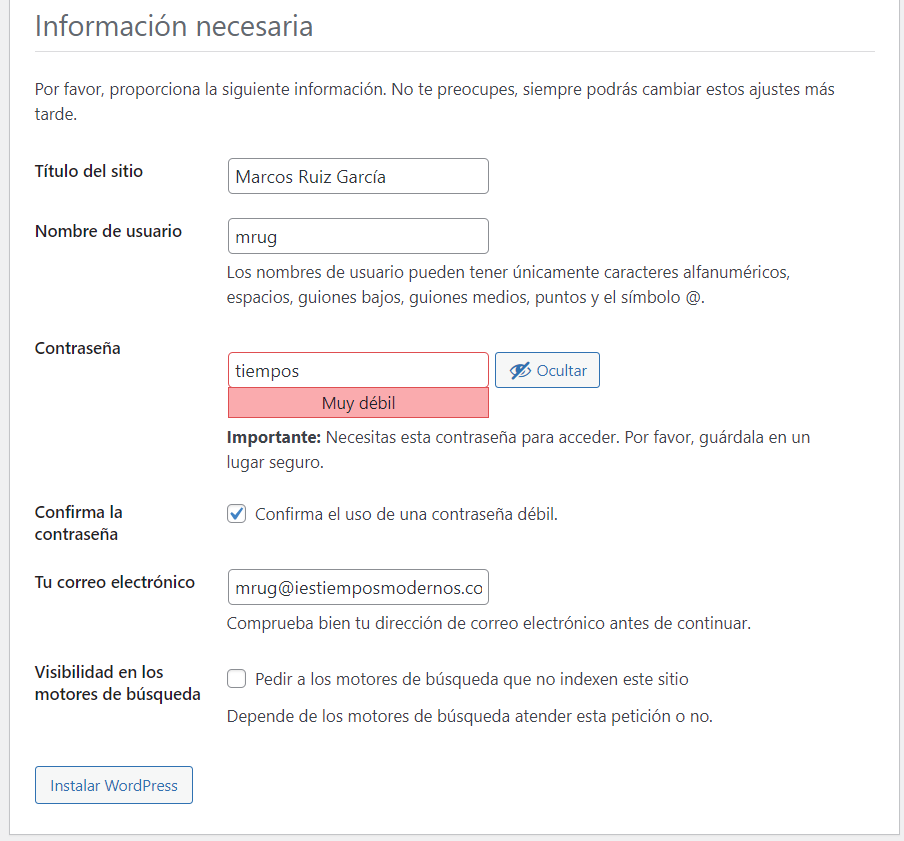 Información necesaria
Por favor, proporciona la siguiente información. No te preocupes, siempre podrás cambiar estos ajustes más
tarde.
Título del sitio
Marcos Ruiz García
Nombre de usuario
mrug
Los nombres de usuario pueden tener únicamente caracteres alfanuméricos,
espacios, guiones bajos, guiones medios, puntos y el símbolo @.
Contraseña
tiempos
Ocultar
Muy débil
Importante: Necesitas esta contraseña para acceder. Por favor, guárdala en un
lugar seguro.
Confirma la
contraseña
Confirma el uso de una contraseña débil.
Tu correo electrónico
mrug@iestiemposmodernos.co
Comprueba bien tu dirección de correo electrónico antes de continuar.
Visibilidad en los
motores de búsqueda
Pedir a los motores de búsqueda que no indexen este sitio
Depende de los motores de búsqueda atender esta petición o no.
Instalar WordPress